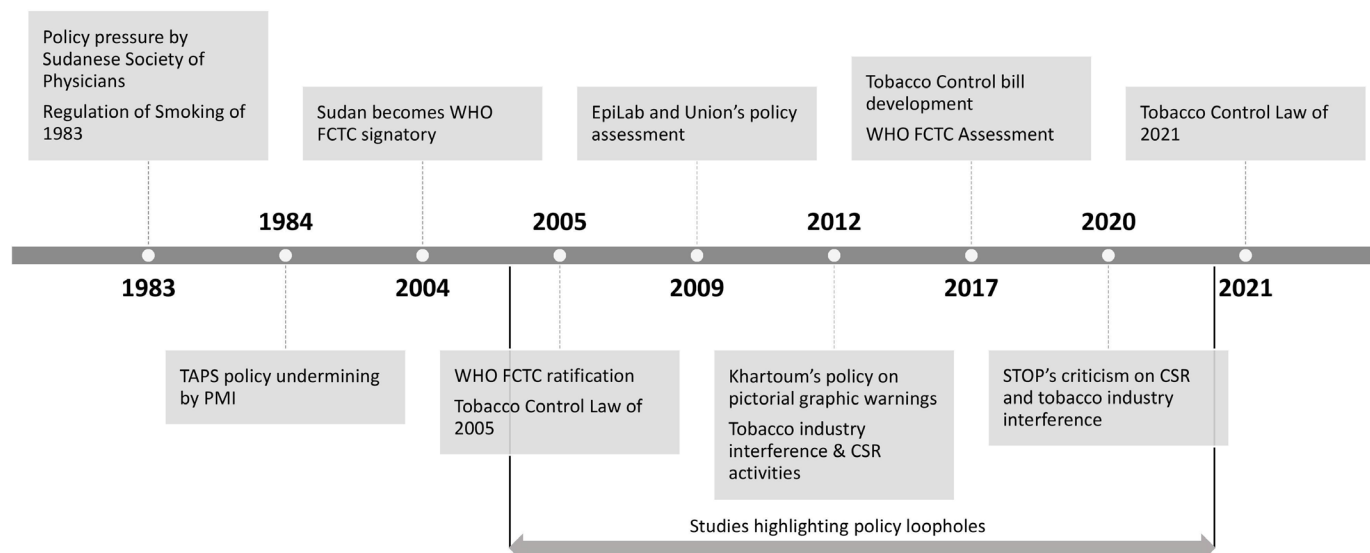 Policy pressure by
Sudanese Society of
Physicians
Regulation of Smoking of
1983
Sudan becomes WHO
FCTC signatory
EpiLab and Union’s policy
assessment
Tobacco Control bill
development
WHO FCTC Assessment
Tobacco Control Law of
2021
1984
2005
2012
2020
1983
2004
2009
2017
2021
TAPS policy undermining
by PMI
WHO FCTC ratification
Tobacco Control Law of
2005
Khartoum’s policy on
pictorial graphic warnings
Tobacco industry
interference & CSR
activities
STOP’s criticism on CSR
and tobacco industry
interference
Studies highlighting policy loopholes